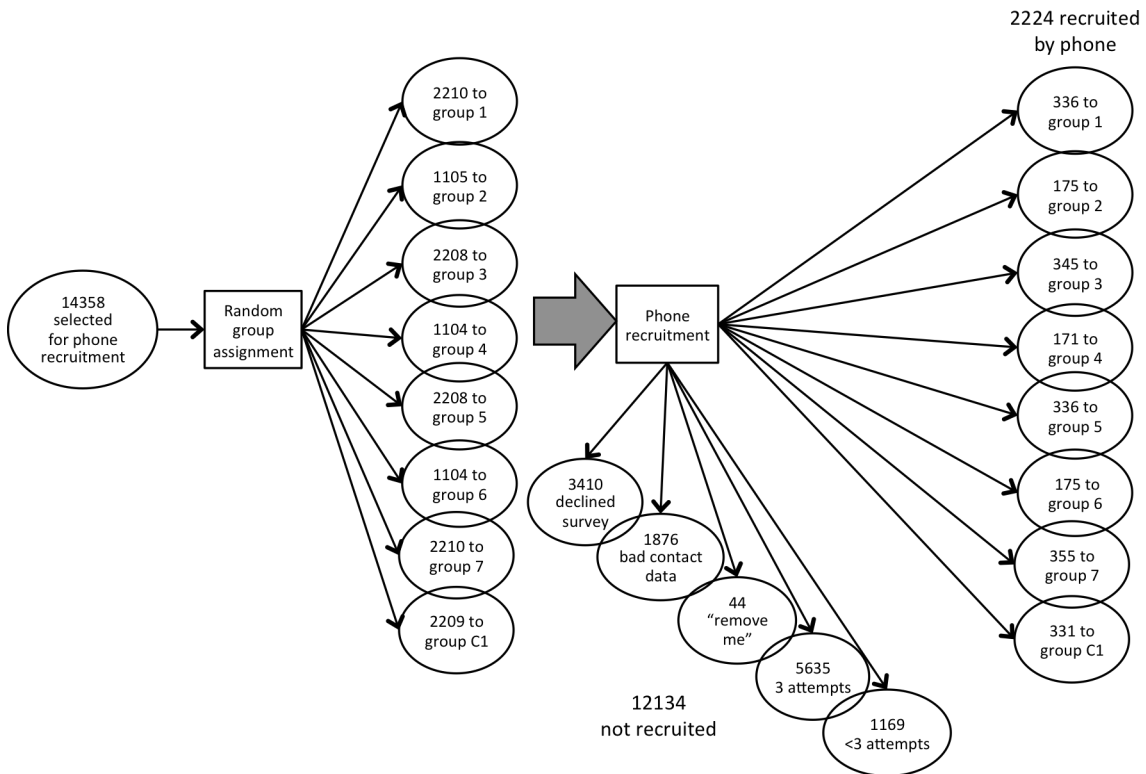 14358
selected
for phone
recruitment
Random
group
assignment
2210 to
group 1
1105 to
group 2
2208 to
group 3
1104 to
group 4
2208 to
group 5
1104 to
group 6
2210 to
group 7
2209 to
group C1
Phone
recruitment
3410
declined
survey
1876
bad contact
data
44
“remove
me”
5635
3 attempts
1169
<3 attempts
12134
not recruited
2224 recruited
by phone
336 to
group 1
175 to
group 2
345 to
group 3
171 to
group 4
336 to
group 5
175 to
group 6
355 to
group 7
331 to
group C1